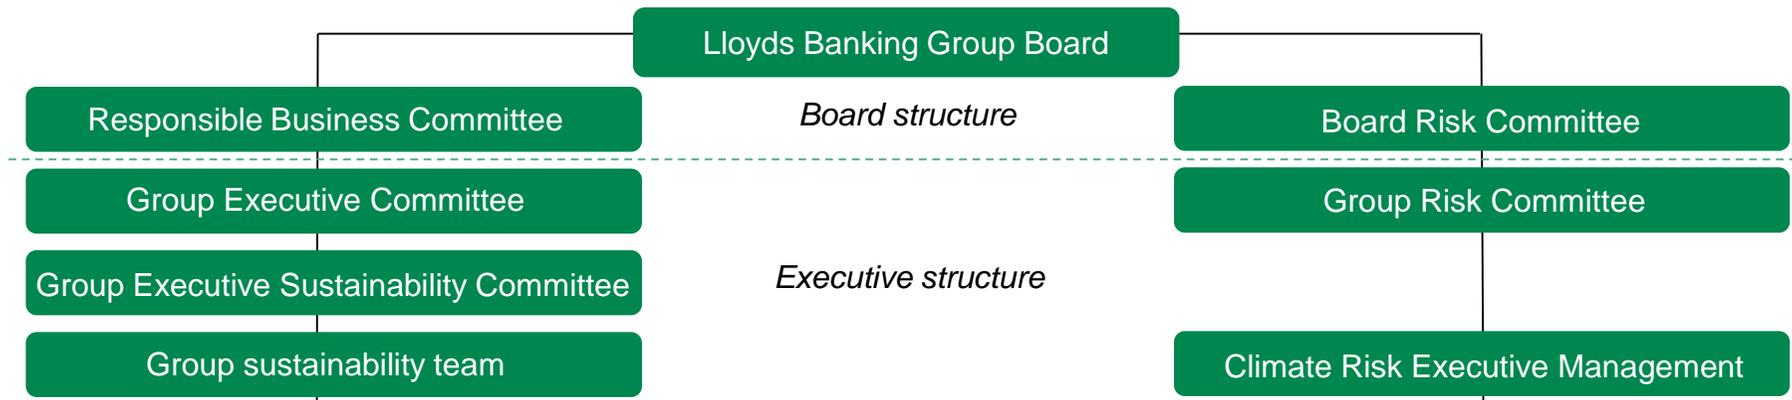 Lloyds Banking Group Board
Responsible Business Committee
Board structure
Board Risk Committee
Group Executive Committee
Group Risk Committee
Group Executive Sustainability Committee
Executive structure
Group sustainability team
Climate Risk Executive Management